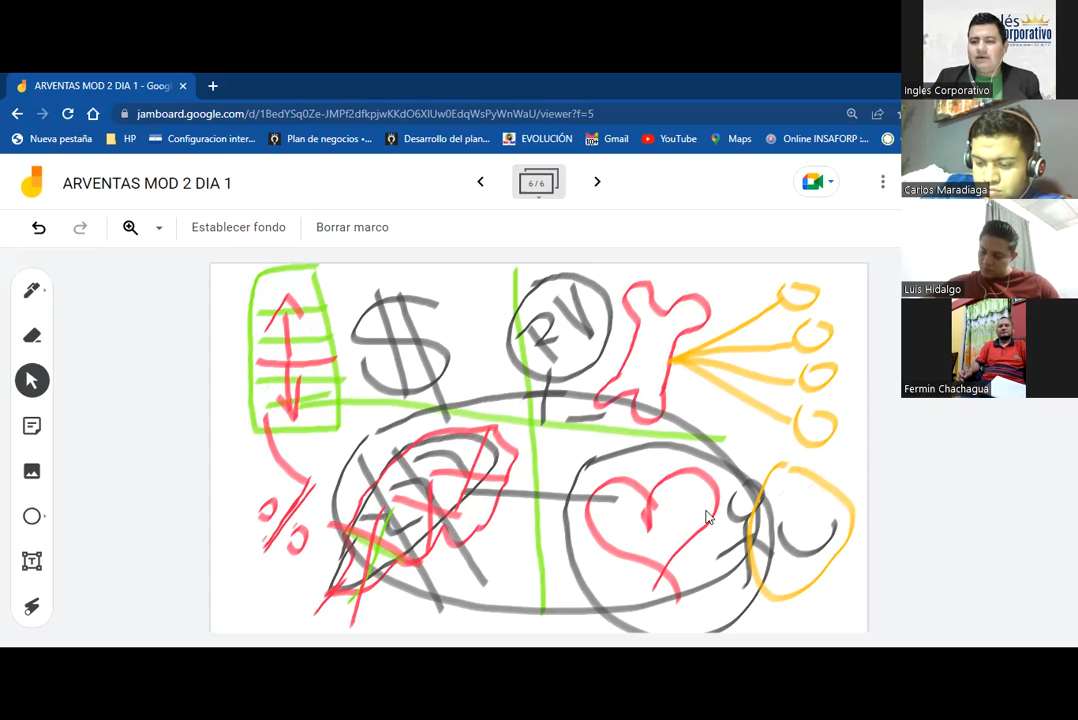 ARVENTAS MOD 2 DIA 1 - Goog
jamboard.google.com/d/1BedYSq0Ze-JMPf2dfkpjwKKdO6XlUw0EdqWsPyWnWaU/viewer?f=5
Nueva pestaña
HP
Configuracion inter...
Plan de negocios •...
Desarrollo del plan...
EVOLUCIÓN
Gmail
YouTube
Maps
Online INSAFORP :...
ARVENTAS MOD 2 DIA 1
6 / 6
Establecer fondo
Borrar marco
$
%
Inglés Corporativo
Carlos Maradiaga
Luis Hidalgo
Fermin Chachagua